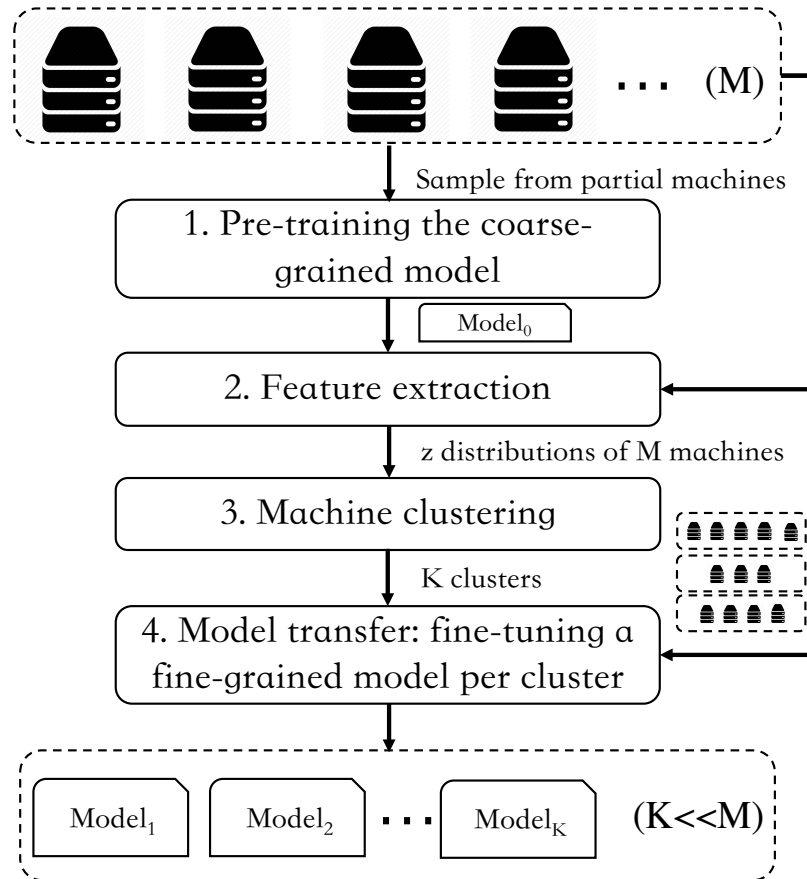 ··· (M)
Sample from partial machines
1. Pre-training the coarse-
grained model
Model₀
2. Feature extraction
z distributions of M machines
3. Machine clustering
K clusters
4. Model transfer: fine-tuning a
fine-grained model per cluster
Model₁ Model₂ ··· Model_K (K<<M)